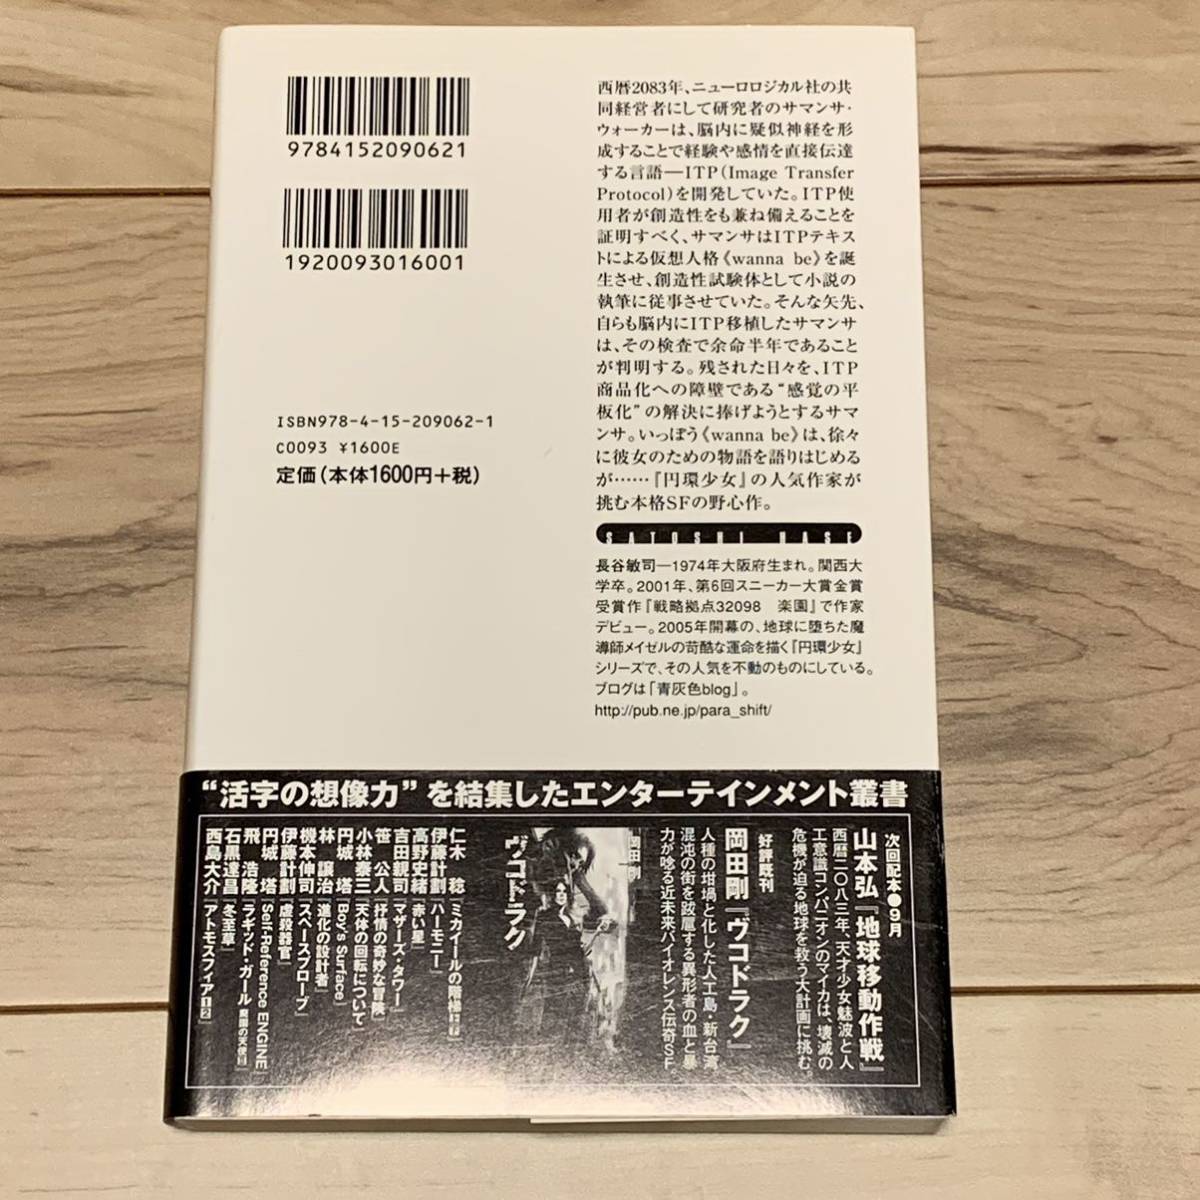 9784152090621
1920093016001
ISBN978-4-15-209062-1
C0093 ¥1600E
定価(本体1600円+税)
西暦2083年、ニューロロジカル社の共
同経営者にして研究者のサマンサ・
ウォーカーは、脳内に疑似神経を形
成することで経験や感情を直接伝達
する言語―ITP(Image Transfer
Protocol)を開発していた。ITP使
用者が創造性をも兼ね備えることを
証明すべく、サマンサはITPテキス
トによる仮想人格《wanna be》を誕
生させ、創造性試験体として小説の
執筆に従事させていた。そんな矢先、
自らも脳内にITP移植したサマンサ
は、その検査で余命半年であること
が判明する。残された日々を、ITP
商品化への障壁である“感覚の平
板化”の解決に捧げようとするサマ
ンサ。いっぽう《wanna be》は、徐々
に彼女のための物語を語りはじめる
が……『円環少女』の人気作家が
挑む本格SFの野心作。
SATOSHI HASE
長谷敏司―1974年大阪府生まれ。関西大
学卒。2001年、第6回スニーカー大賞金賞
受賞作『戦略拠点32098　楽園』で作家
デビュー。2005年開幕の、地球に堕ちた魔
導師メイゼルの苛酷な運命を描く『円環少女』
シリーズで、その人気を不動のものにしている。
ブログは「青灰色blog」。
http://pub.ne.jp/para_shift/
“活字の想像力”を結集したエンターテインメント叢書
次回配本●9月
山本弘『地球移動作戦』
西暦二〇八三年、天才少女魅波と人
工意識コンパニオンのマイカは、壊滅の
危機が迫る地球を救う大計画に挑む。
好評既刊
岡田剛『ヴコドラク』
人種の坩堝と化した人工島・新台湾
混沌の街を跋扈する異形者の血と暴
力が唸る近未来バイオレンス伝奇SF
岡田剛
ヴコドラク
仁木 稔『ミカイールの階梯』
伊藤計劃『ハーモニー』
高野史緒『赤い星』
吉田親司『マザーズ・タワー』
笹 公人『抒情の奇妙な冒険』
小林泰三『天体の回転について』
円城 塔『Boy's Surface』
林 譲治『進化の設計者』
機本伸司『スペースプローブ』
伊藤計劃『虐殺器官』
円城 塔『Self-Reference ENGINE』
飛 浩隆『ラギッド・ガール 廃園の天使Ⅱ』
石黒達昌『冬至草』
西島大介『アトモスフィア12』